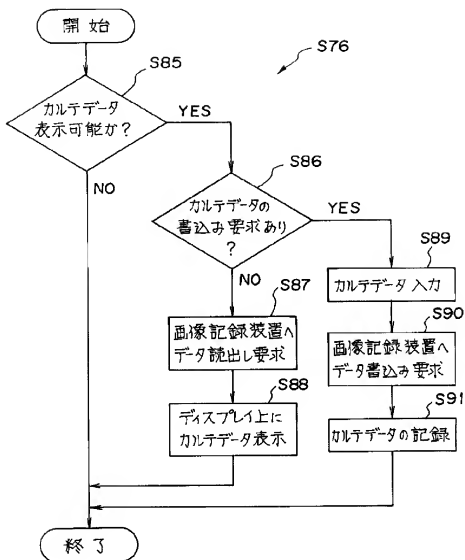 開始
S76
S85
カルテデータ
表示可能か?
YES
NO
S86
カルテデータの
書込み要求あり
?
YES
NO
S89
カルテデータ入力
S87
画像記録装置へ
データ読出し要求
S90
画像記録装置へ
データ書込み要求
S88
ディスプレイ上に
カルテデータ表示
S91
カルテデータの記録
終了